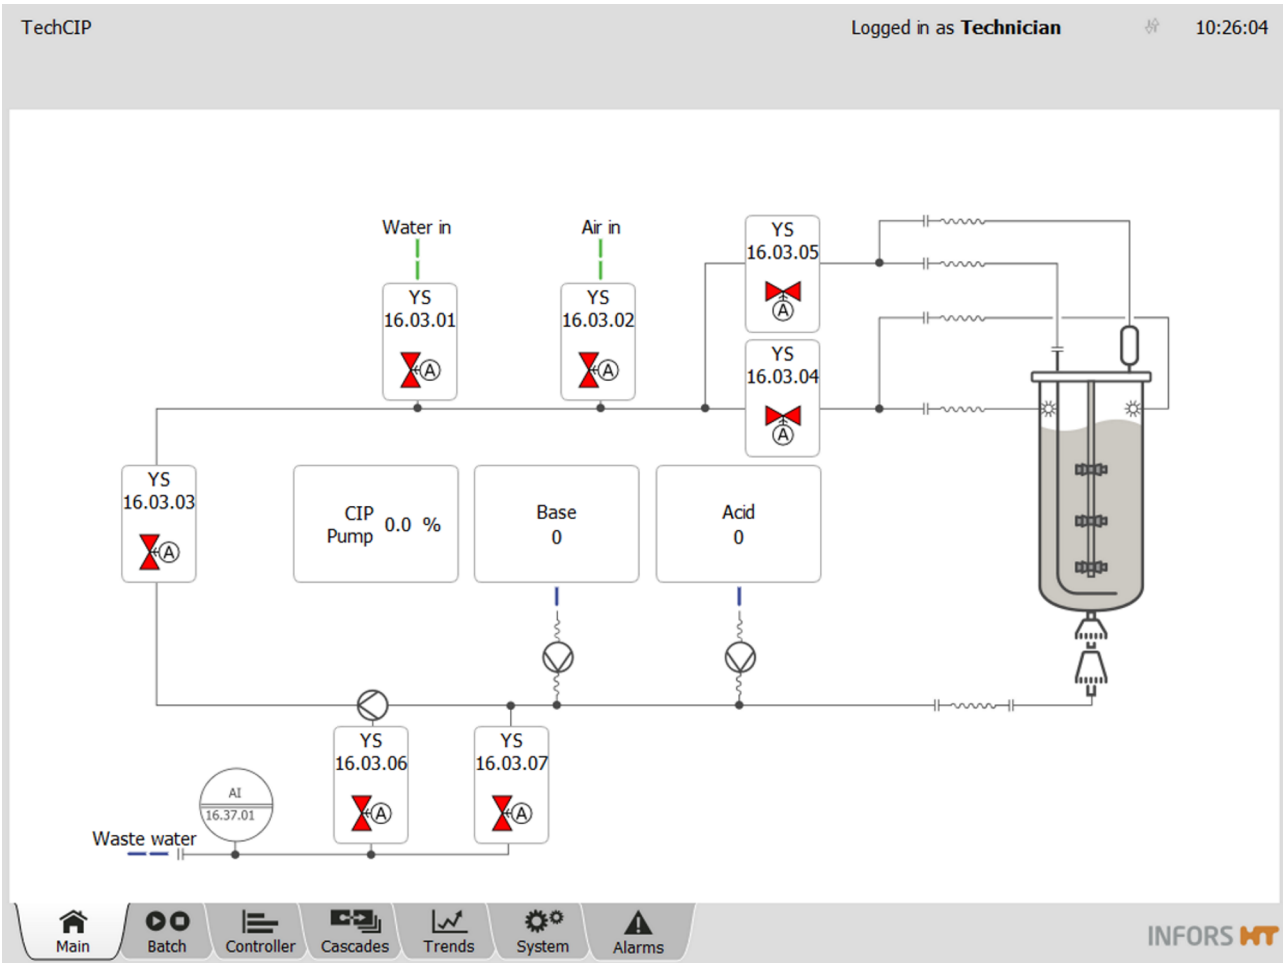 TechCIP
Logged in as Technician
10:26:04
Water in
Air in
YS
16.03.05
YS
16.03.01
A
YS
16.03.02
A
A
YS
16.03.04
A
YS
16.03.03
A
CIP
Pump
0.0 %
Base
0
Acid
0
YS
16.03.06
A
YS
16.03.07
A
AI
16.37.01
Waste water
Main
Batch
Controller
Cascades
Trends
System
Alarms
INFORS HT